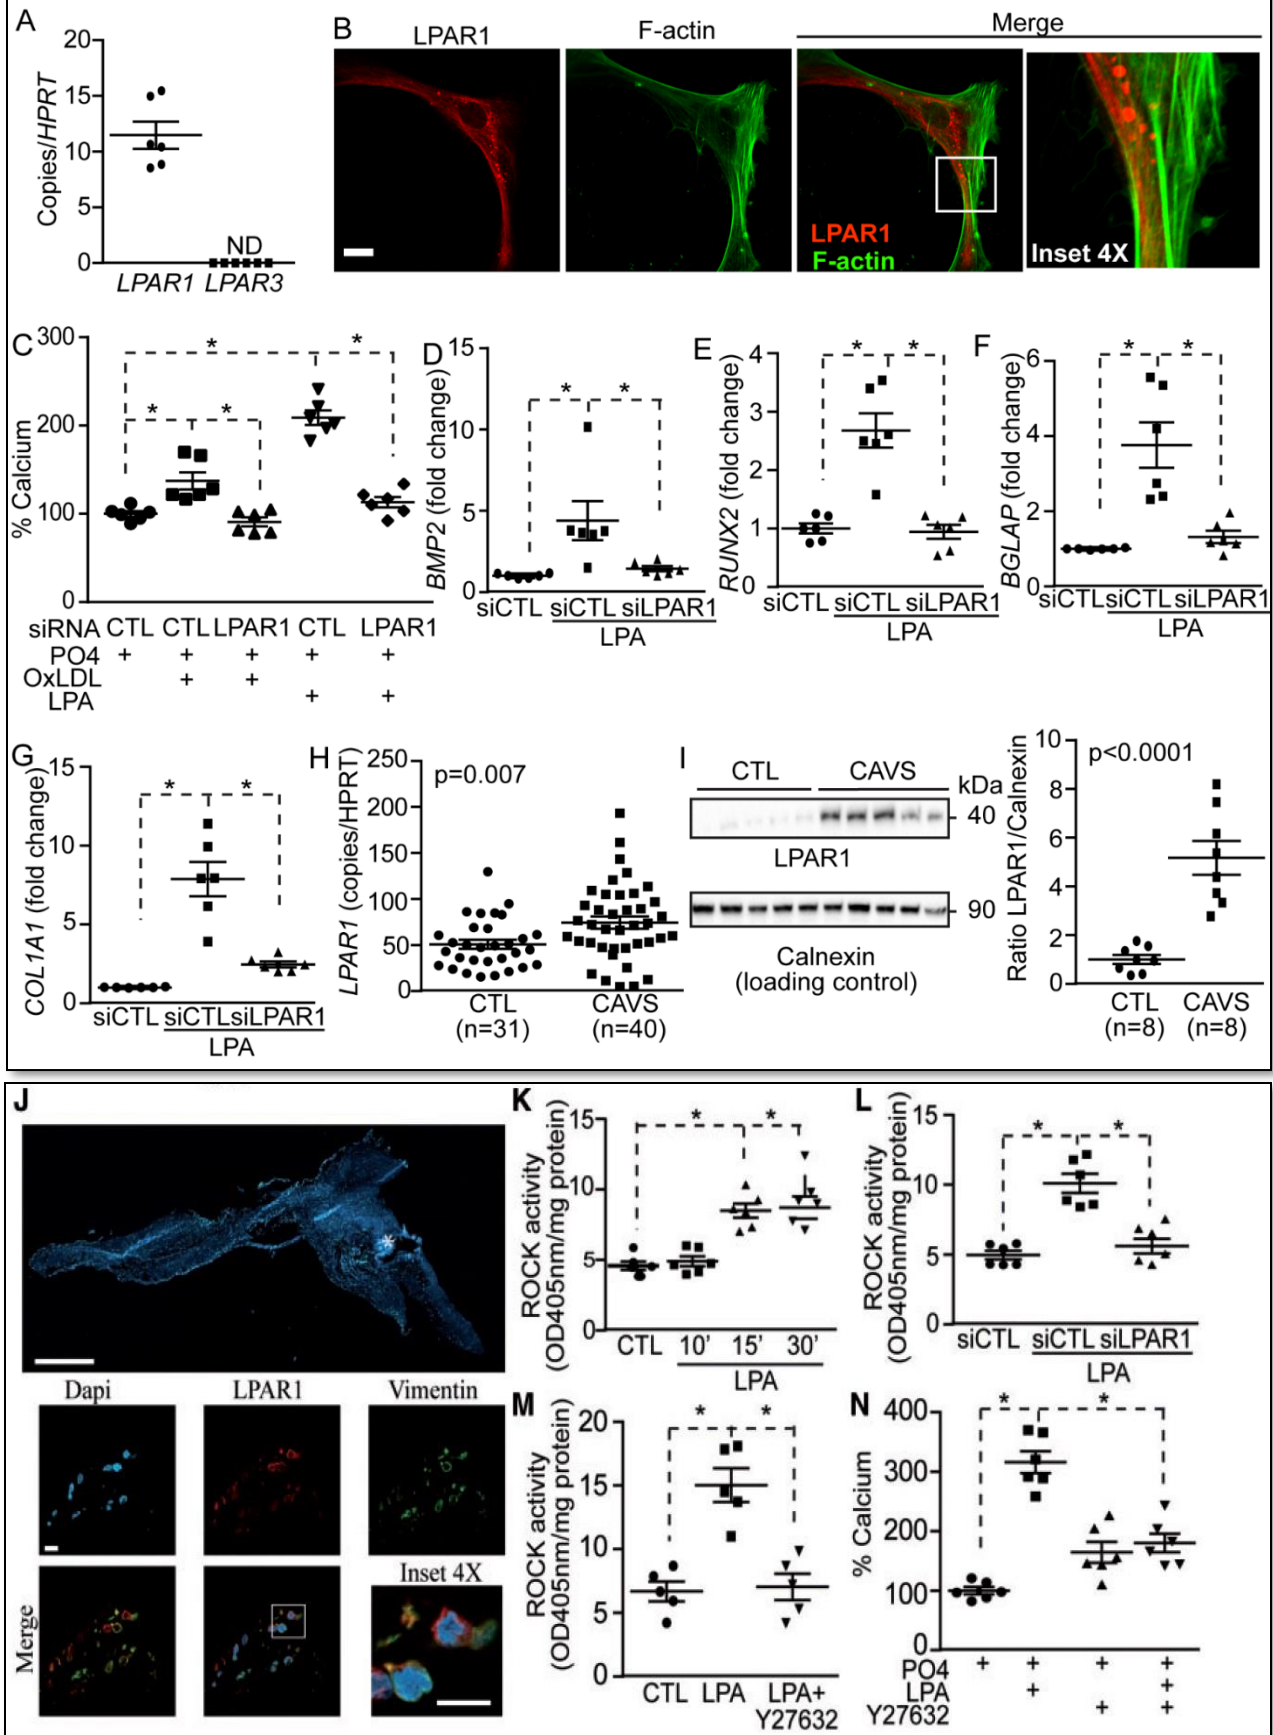 A
Copies/HPRT
20
15
10
5
0
ND
LPAR1 LPAR3
B
LPAR1
F-actin
Merge
LPAR1
F-actin
Inset 4X
C
% Calcium
300
200
100
0
siRNA CTL CTL LPAR1 CTL LPAR1
PO4 + + + + +
OxLDL + +
LPA + +
* * * *
D
BMP2 (fold change)
15
10
5
0
* *
siCTL siCTL siLPAR1
LPA
E
RUNX2 (fold change)
4
3
2
1
0
* *
siCTL siCTL siLPAR1
LPA
F
BGLAP (fold change)
6
4
2
0
* *
siCTL siCTL siLPAR1
LPA
G
COL1A1 (fold change)
15
10
5
0
* *
siCTL siCTL siLPAR1
LPA
H
LPAR1 (copies/HPRT)
250
200
150
100
50
0
p=0.007
CTL CAVS
(n=31) (n=40)
I
CTL CAVS
kDa
40
LPAR1
90
Calnexin
(loading control)
Ratio LPAR1/Calnexin
10
8
6
4
2
0
p<0.0001
CTL CAVS
(n=8) (n=8)
J
*
Dapi LPAR1 Vimentin
Merge
Inset 4X
K
ROCK activity
(OD405nm/mg protein)
15
10
5
0
* *
CTL 10' 15' 30'
LPA
L
ROCK activity
(OD405nm/mg protein)
15
10
5
0
* *
siCTL siCTL siLPAR1
LPA
M
ROCK activity
(OD405nm/mg protein)
20
15
10
5
0
* *
CTL LPA LPA+
Y27632
N
% Calcium
400
300
200
100
0
* *
PO4 + + + +
LPA + +
Y27632 + +